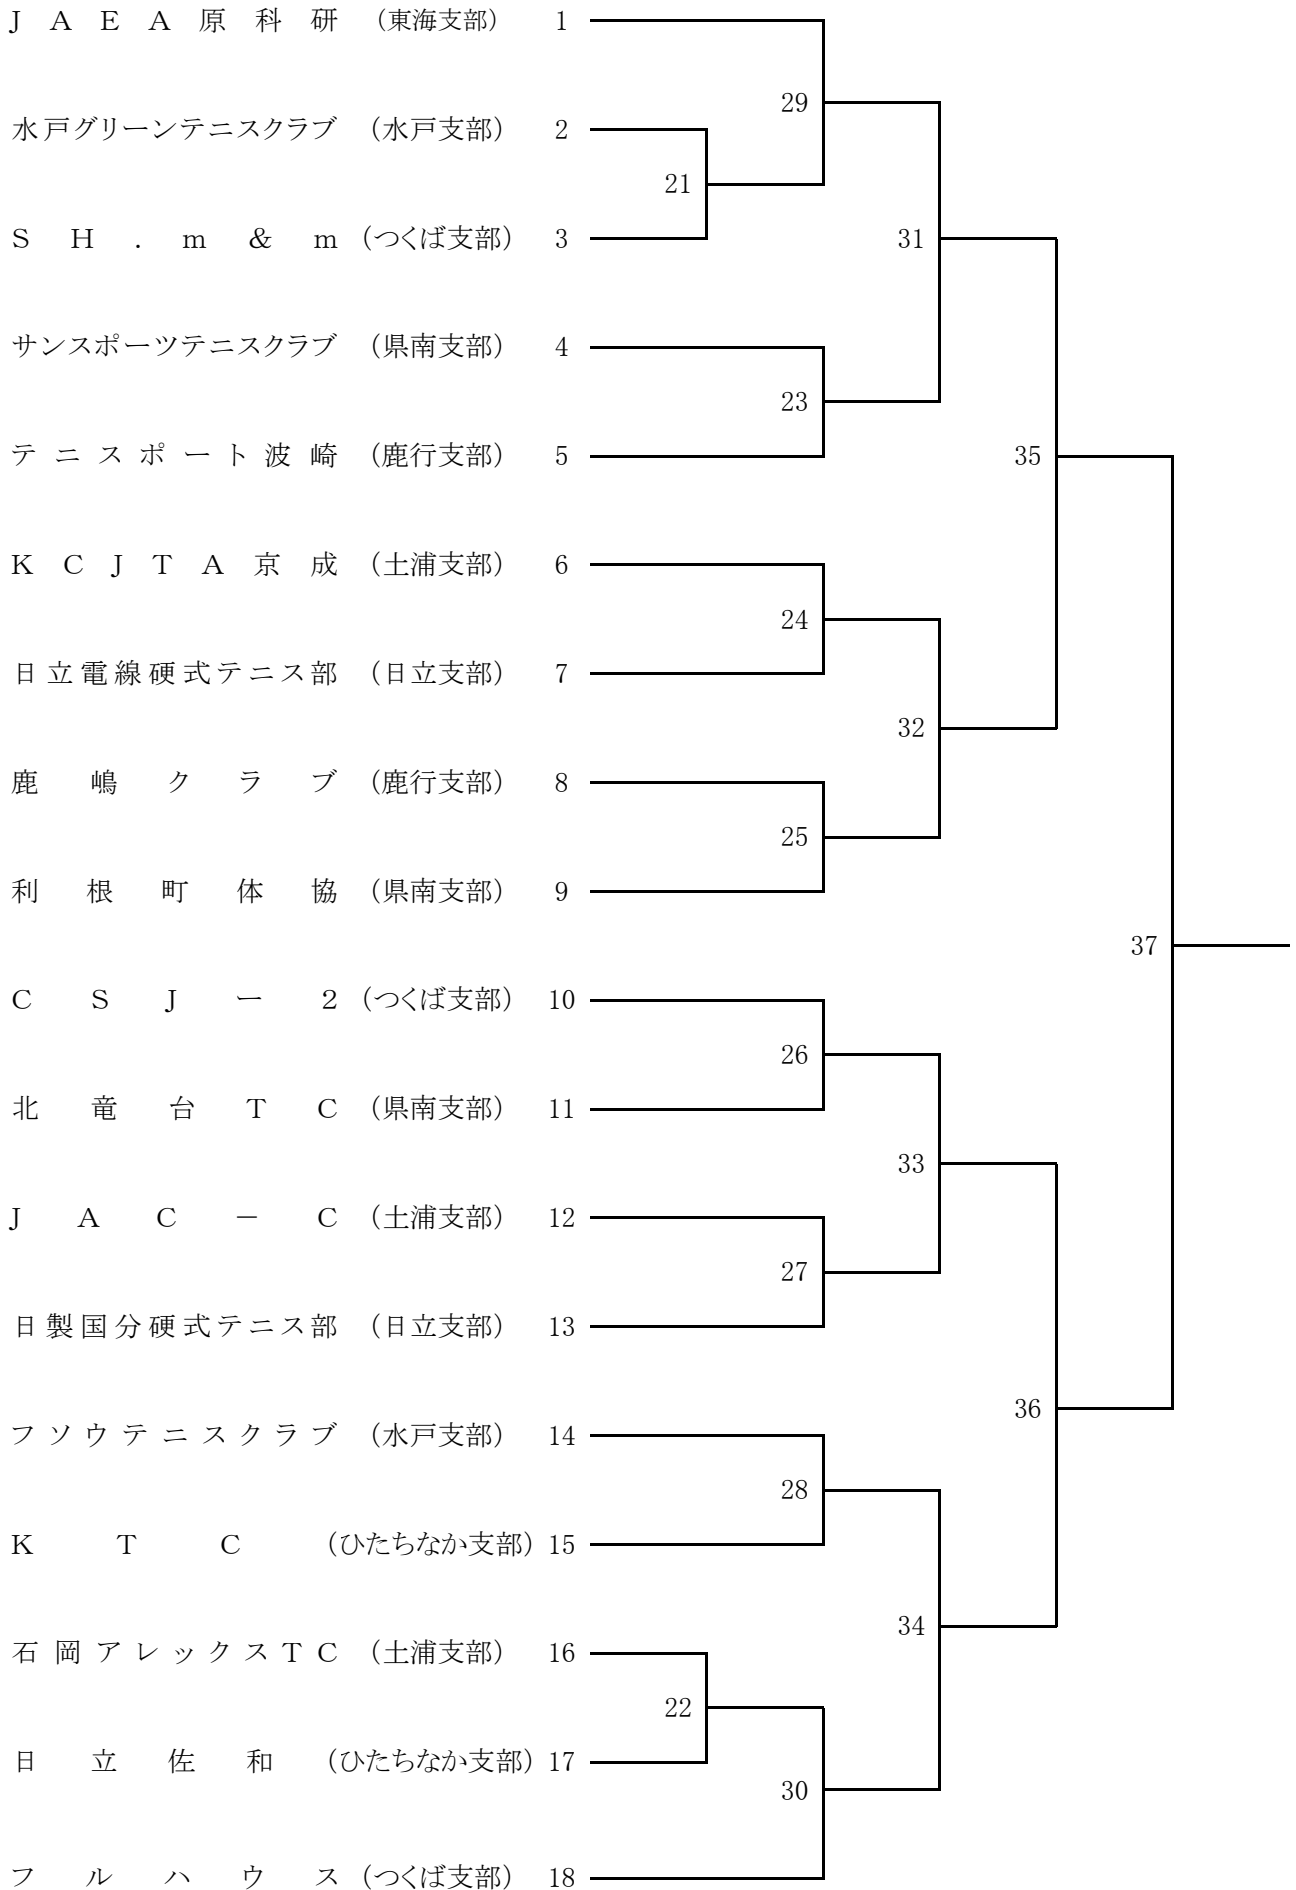 JAEA原科研 (東海支部) 1
29
水戸グリーンテニスクラブ (水戸支部) 2
21
SH.m&m (つくば支部) 3
31
サンスポーツテニスクラブ (県南支部) 4
23
テニスポート波崎 (鹿行支部) 5
35
KCJTA京成 (土浦支部) 6
24
日立電線硬式テニス部 (日立支部) 7
32
鹿嶋クラブ (鹿行支部) 8
25
利根町体協 (県南支部) 9
37
CSJー2 (つくば支部) 10
26
北竜台TC (県南支部) 11
33
JAC−C (土浦支部) 12
27
日製国分硬式テニス部 (日立支部) 13
36
フソウテニスクラブ (水戸支部) 14
28
KTC (ひたちなか支部) 15
34
石岡アレックスTC (土浦支部) 16
22
日立佐和 (ひたちなか支部) 17
30
フルハウス (つくば支部) 18